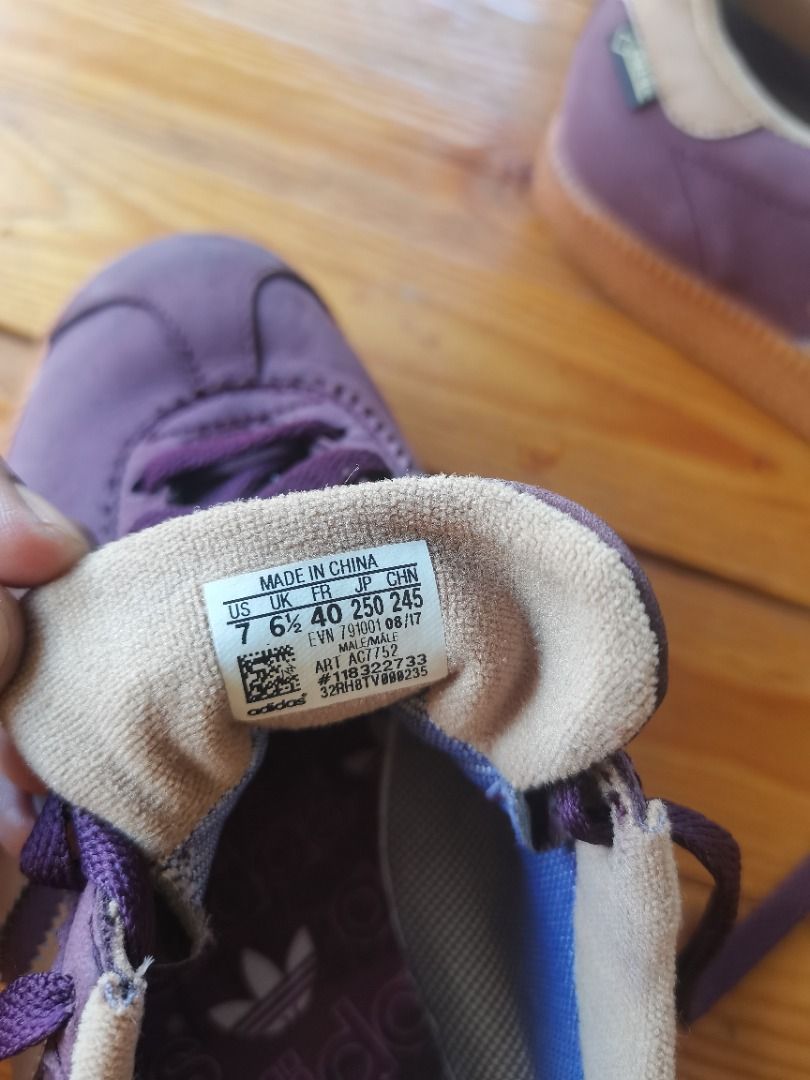 MADE IN CHINA
US UK FR JP CHN
7 6½ 40 250 245
EVN 791001 08/17
MALE/MÂLE
ART AC7752
#118322733
32RH8TV000235
adidas